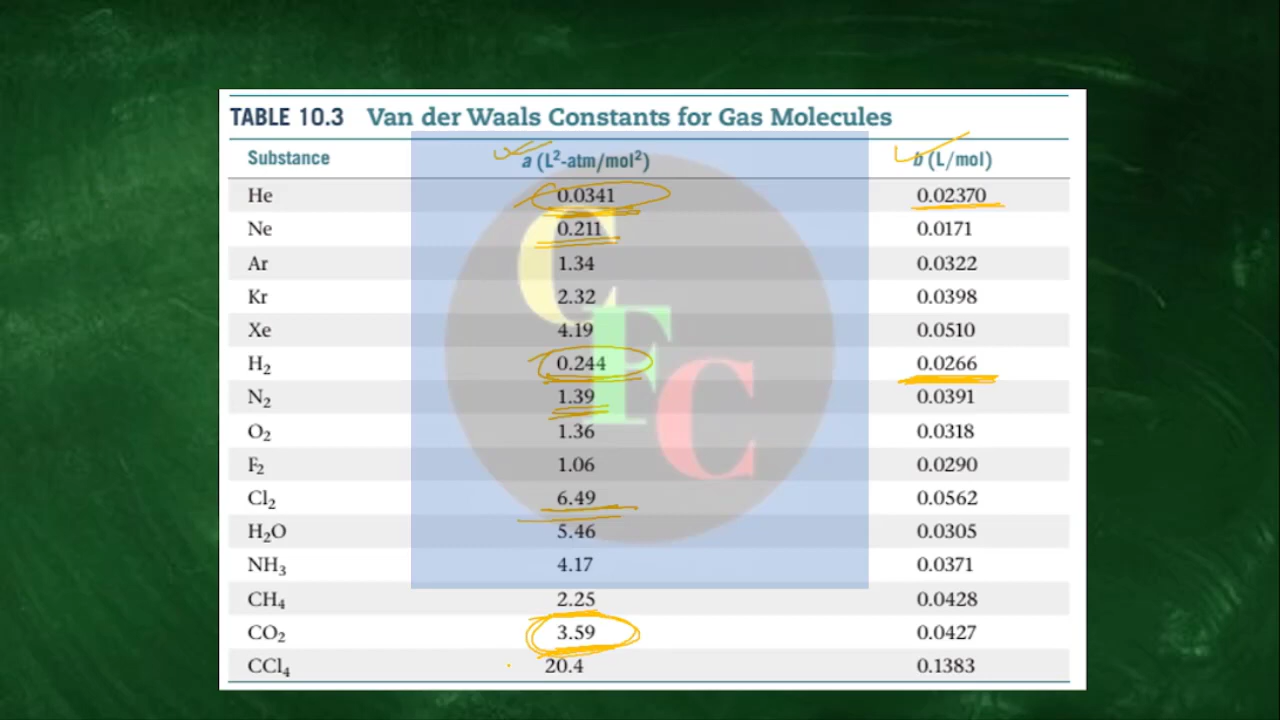 TABLE 10.3 Van der Waals Constants for Gas Molecules
Substance a (L²-atm/mol²) b (L/mol)
He 0.0341 0.02370
Ne 0.211 0.0171
Ar 1.34 0.0322
Kr 2.32 0.0398
Xe 4.19 0.0510
H₂ 0.244 0.0266
N₂ 1.39 0.0391
O₂ 1.36 0.0318
F₂ 1.06 0.0290
Cl₂ 6.49 0.0562
H₂O 5.46 0.0305
NH₃ 4.17 0.0371
CH₄ 2.25 0.0428
CO₂ 3.59 0.0427
CCl₄ 20.4 0.1383
C
F
C